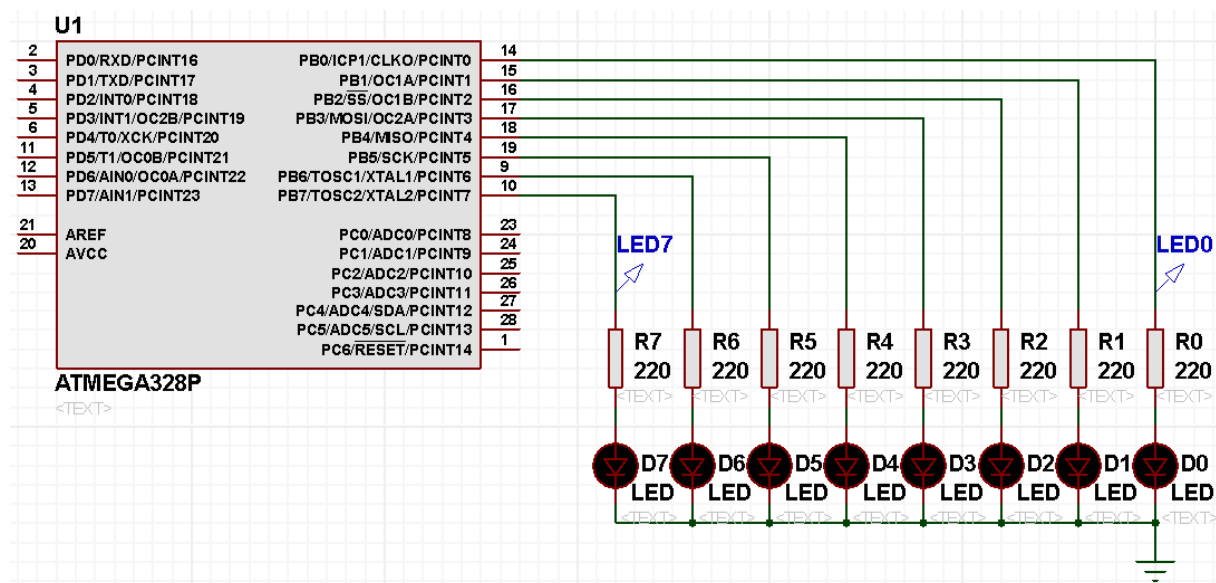 U1
2 PD0/RXD/PCINT16 PB0/ICP1/CLKO/PCINT0 14
3 PD1/TXD/PCINT17 PB1/OC1A/PCINT1 15
4 PD2/INT0/PCINT18 PB2/SS/OC1B/PCINT2 16
5 PD3/INT1/OC2B/PCINT19 PB3/MOSI/OC2A/PCINT3 17
6 PD4/T0/XCK/PCINT20 PB4/MISO/PCINT4 18
11 PD5/T1/OC0B/PCINT21 PB5/SCK/PCINT5 19
12 PD6/AIN0/OC0A/PCINT22 PB6/TOSC1/XTAL1/PCINT6 9
13 PD7/AIN1/PCINT23 PB7/TOSC2/XTAL2/PCINT7 10
21 AREF PC0/ADC0/PCINT8 23
20 AVCC PC1/ADC1/PCINT9 24
PC2/ADC2/PCINT10 25
PC3/ADC3/PCINT11 26
PC4/ADC4/SDA/PCINT12 27
PC5/ADC5/SCL/PCINT13 28
PC6/RESET/PCINT14 1
ATMEGA328P
<TEXT>
LED7 LED0
R7 R6 R5 R4 R3 R2 R1 R0
220 220 220 220 220 220 220 220
<TEXT> <TEXT> <TEXT> <TEXT> <TEXT> <TEXT> <TEXT> <TEXT>
D7 D6 D5 D4 D3 D2 D1 D0
LED LED LED LED LED LED LED LED
<TEXT> <TEXT> <TEXT> <TEXT> <TEXT> <TEXT> <TEXT> <TEXT>